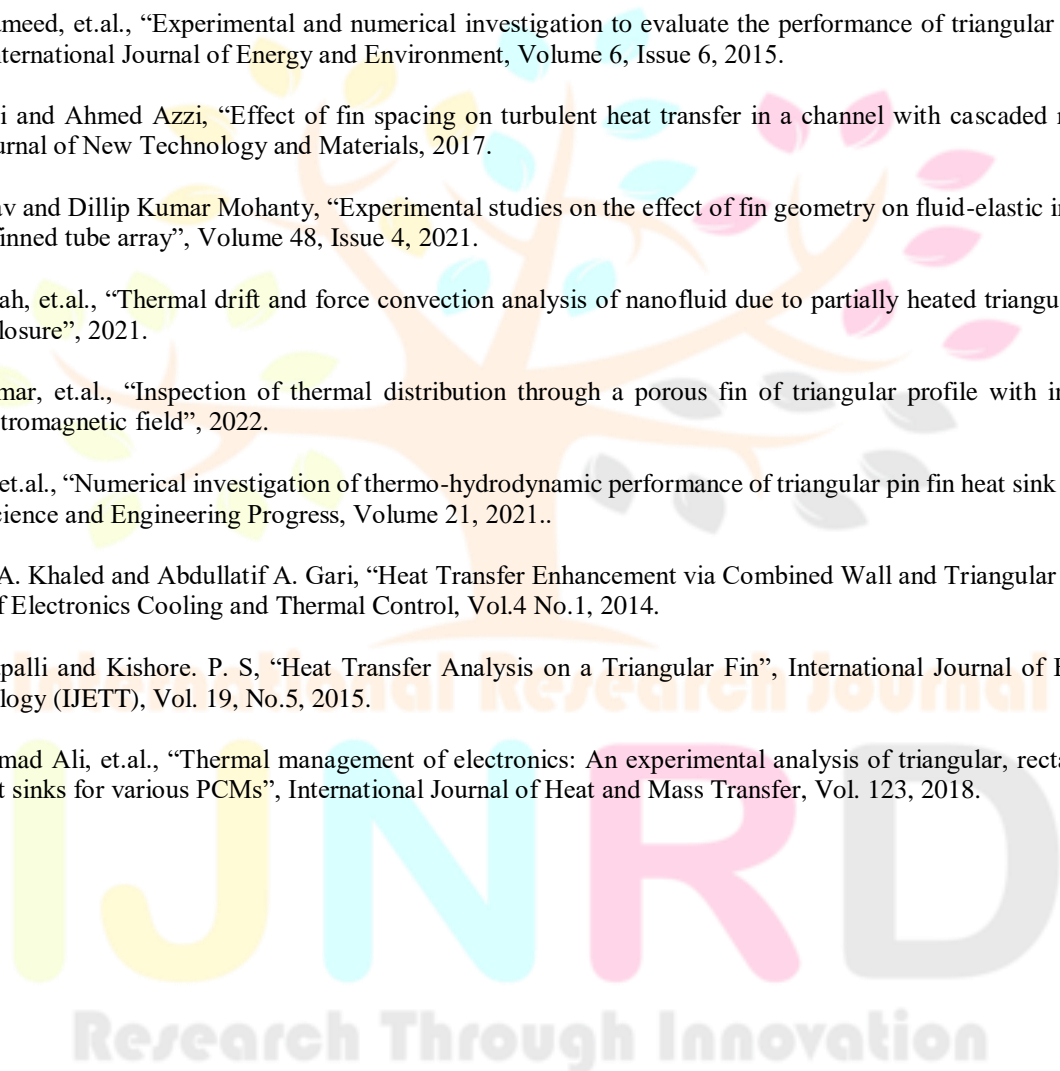 meed, et.al., “Experimental and numerical investigation to evaluate the performance of triangular
ternational Journal of Energy and Environment, Volume 6, Issue 6, 2015.
i and Ahmed Azzi, “Effect of fin spacing on turbulent heat transfer in a channel with cascaded
urnal of New Technology and Materials, 2017.
av and Dillip Kumar Mohanty, “Experimental studies on the effect of fin geometry on fluid-elastic in
inned tube array”, Volume 48, Issue 4, 2021.
ah, et.al., “Thermal drift and force convection analysis of nanofluid due to partially heated triangu
losure”, 2021.
mar, et.al., “Inspection of thermal distribution through a porous fin of triangular profile with in
tromagnetic field”, 2022.
et.al., “Numerical investigation of thermo-hydrodynamic performance of triangular pin fin heat sink
cience and Engineering Progress, Volume 21, 2021..
A. Khaled and Abdullatif A. Gari, “Heat Transfer Enhancement via Combined Wall and Triangular
f Electronics Cooling and Thermal Control, Vol.4 No.1, 2014.
palli and Kishore. P. S, “Heat Transfer Analysis on a Triangular Fin”, International Journal of
International Research Journal
logy (IJETT), Vol. 19, No.5, 2015.
mad Ali, et.al., “Thermal management of electronics: An experimental analysis of triangular, recta
t sinks for various PCMs”, International Journal of Heat and Mass Transfer, Vol. 123, 2018.
IJNRD
Research Through Innovation